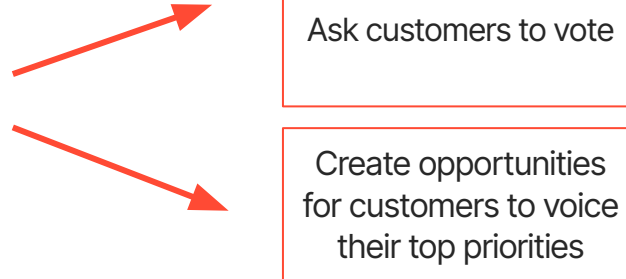 Ask customers to vote
Create opportunities
for customers to voice
their top priorities